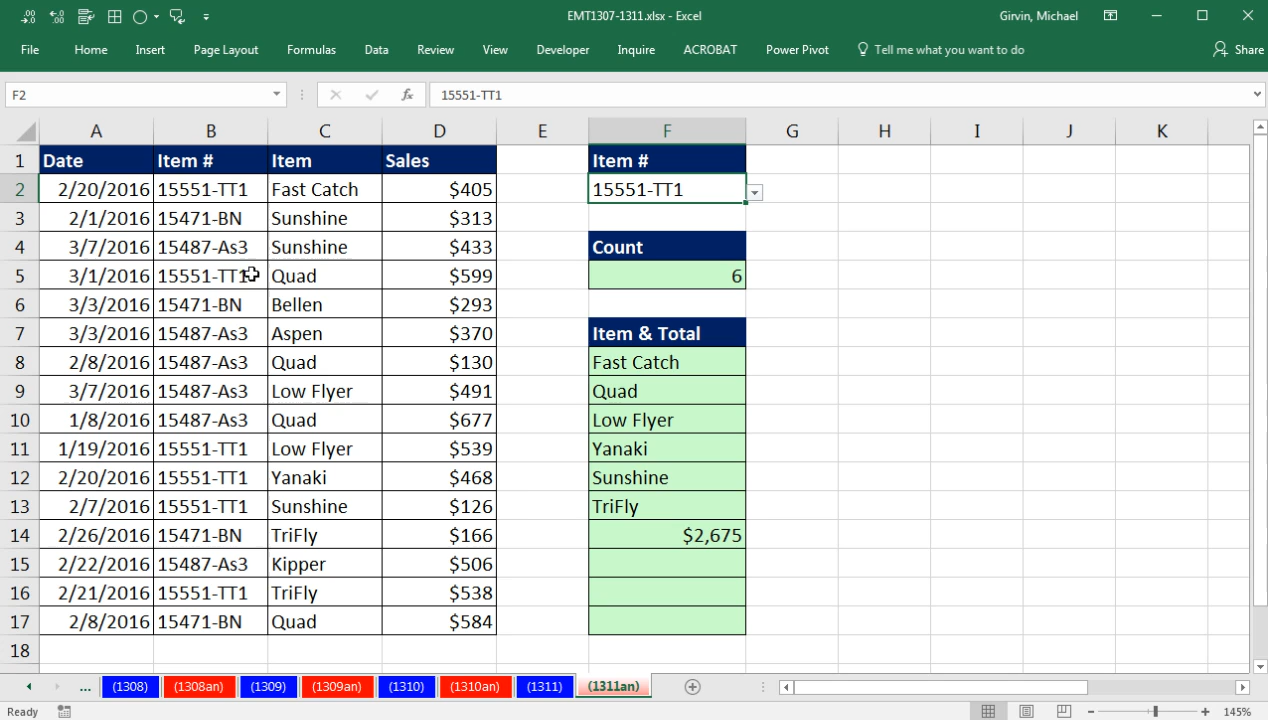 EMT1307-1311.xlsx - Excel
Girvin, Michael
File Home Insert Page Layout Formulas Data Review View Developer Inquire ACROBAT Power Pivot Tell me what you want to do Share
F2 fx 15551-TT1
A B C D E F G H I J K
1 Date Item # Item Sales Item #
2 2/20/2016 15551-TT1 Fast Catch $405 15551-TT1
3 2/1/2016 15471-BN Sunshine $313
4 3/7/2016 15487-As3 Sunshine $433 Count
5 3/1/2016 15551-TT1 Quad $599 6
6 3/3/2016 15471-BN Bellen $293
7 3/3/2016 15487-As3 Aspen $370 Item & Total
8 2/8/2016 15487-As3 Quad $130 Fast Catch
9 3/7/2016 15487-As3 Low Flyer $491 Quad
10 1/8/2016 15487-As3 Quad $677 Low Flyer
11 1/19/2016 15551-TT1 Low Flyer $539 Yanaki
12 2/20/2016 15551-TT1 Yanaki $468 Sunshine
13 2/7/2016 15551-TT1 Sunshine $126 TriFly
14 2/26/2016 15471-BN TriFly $166 $2,675
15 2/22/2016 15487-As3 Kipper $506
16 2/21/2016 15551-TT1 TriFly $538
17 2/8/2016 15471-BN Quad $584
18
... (1308) (1308an) (1309) (1309an) (1310) (1310an) (1311) (1311an)
Ready 145%